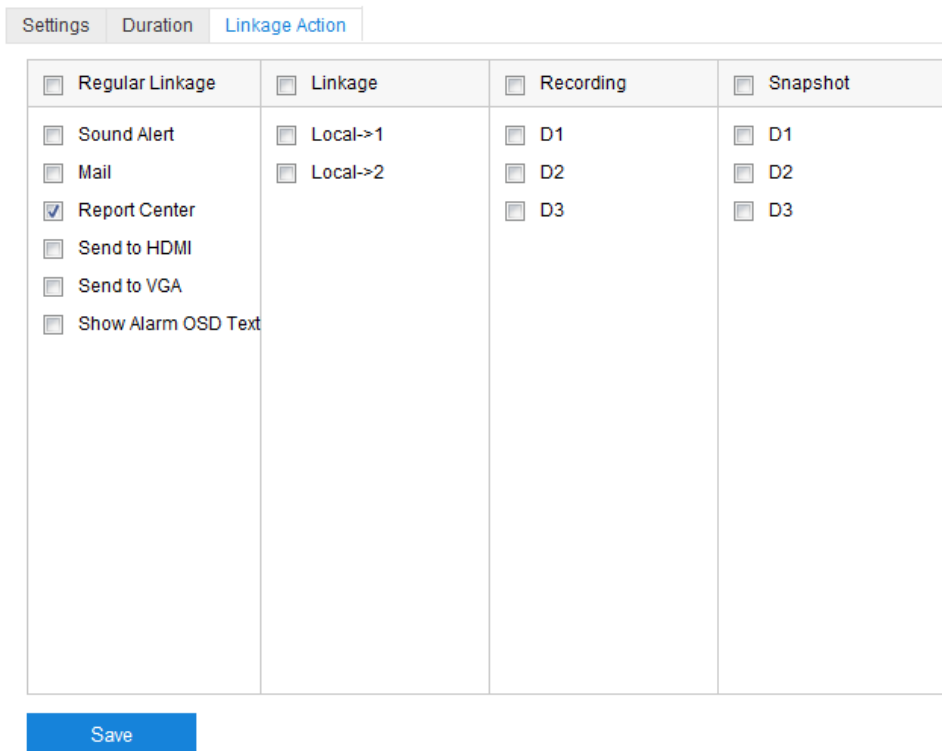 Settings Duration Linkage Action
Regular Linkage Linkage Recording Snapshot
Sound Alert Local->1 D1 D1
Mail Local->2 D2 D2
Report Center D3 D3
Send to HDMI
Send to VGA
Show Alarm OSD Text
Save